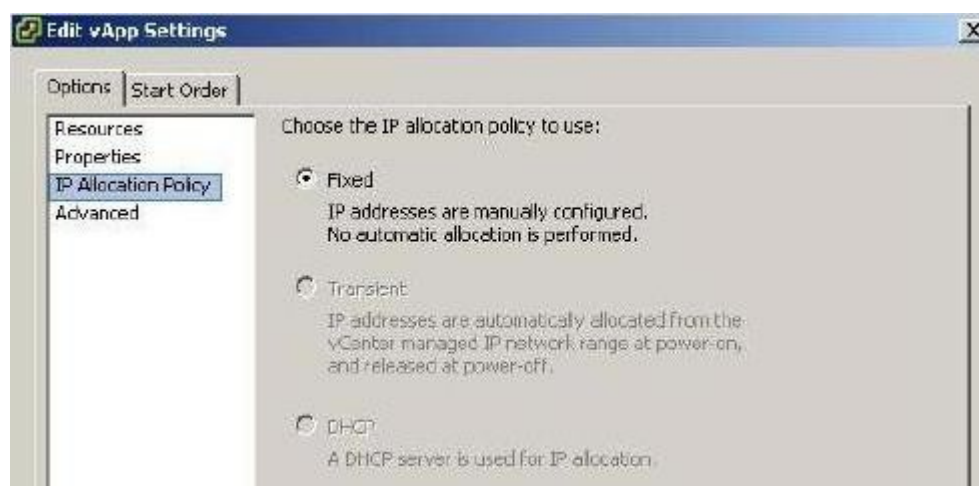 Edit vApp Settings
X
Options
Start Order
Resources
Properties
IP Allocation Policy
Advanced
Choose the IP allocation policy to use:
Fixed
IP addresses are manually configured.
No automatic allocation is performed.
Transient
IP addresses are automatically allocated from the
vCenter managed IP network range at power-on,
and released at power-off.
DHCP
A DHCP server is used for IP allocation.